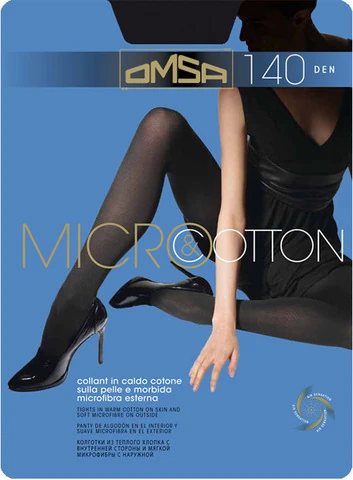 OMSA 140 DEN
MICRO&COTTON
collant in caldo cotone
sulla pelle e morbida
microfibra esterna
TIGHTS IN WARM COTTON ON SKIN AND
SOFT MICROFIBRE ON OUTSIDE
PANTY DE ALGODÓN EN EL INTERIOR Y
SUAVE MICROFIBRA EN EL EXTERIOR
КОЛГОТКИ ИЗ ТЕПЛОГО ХЛОПКА С
ВНУТРЕННЕЙ СТОРОНЫ И МЯГКОЙ
МИКРОФИБРЫ С НАРУЖНОЙ